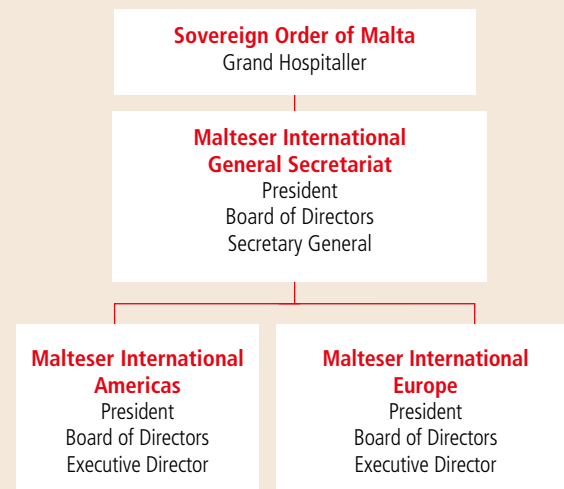 Sovereign Order of Malta
Grand Hospitaller
Malteser International
General Secretariat
President
Board of Directors
Secretary General
Malteser International
Americas
President
Board of Directors
Executive Director
Malteser International
Europe
President
Board of Directors
Executive Director